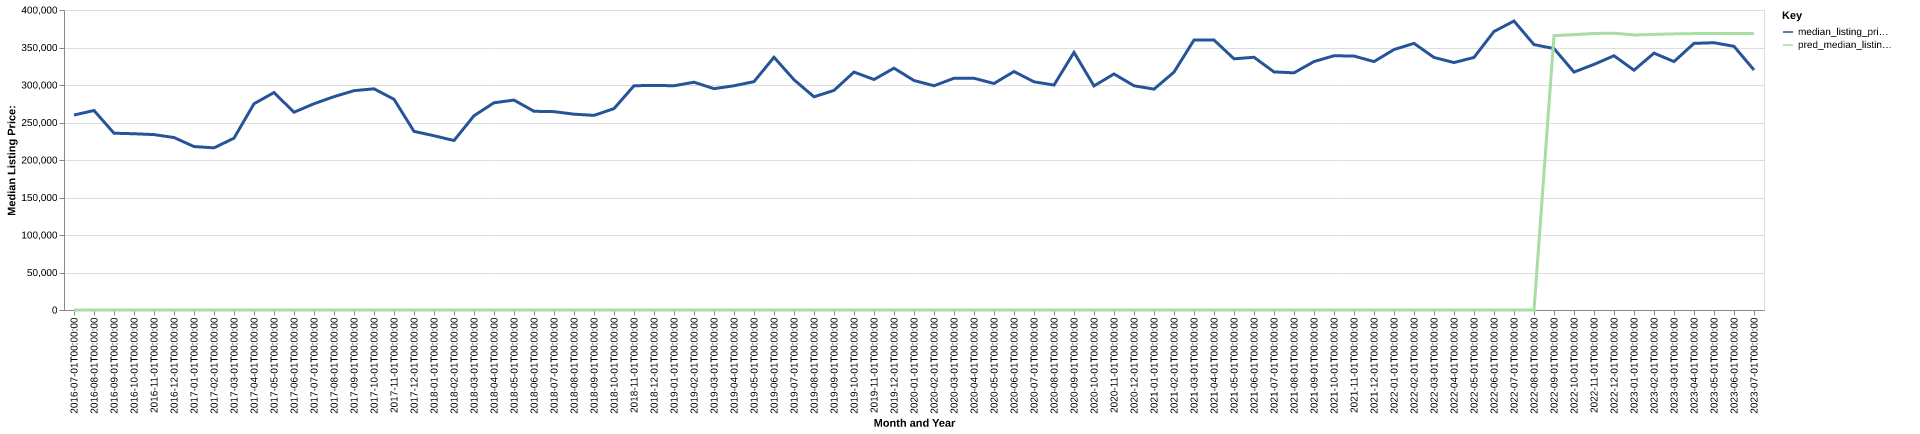 400,000
350,000
300,000
250,000
200,000
150,000
100,000
50,000
0
Median Listing Price:
2016-07-01T00:00:00
2016-08-01T00:00:00
2016-09-01T00:00:00
2016-10-01T00:00:00
2016-11-01T00:00:00
2016-12-01T00:00:00
2017-01-01T00:00:00
2017-02-01T00:00:00
2017-03-01T00:00:00
2017-04-01T00:00:00
2017-05-01T00:00:00
2017-06-01T00:00:00
2017-07-01T00:00:00
2017-08-01T00:00:00
2017-09-01T00:00:00
2017-10-01T00:00:00
2017-11-01T00:00:00
2017-12-01T00:00:00
2018-01-01T00:00:00
2018-02-01T00:00:00
2018-03-01T00:00:00
2018-04-01T00:00:00
2018-05-01T00:00:00
2018-06-01T00:00:00
2018-07-01T00:00:00
2018-08-01T00:00:00
2018-09-01T00:00:00
2018-10-01T00:00:00
2018-11-01T00:00:00
2018-12-01T00:00:00
2019-01-01T00:00:00
2019-02-01T00:00:00
2019-03-01T00:00:00
2019-04-01T00:00:00
2019-05-01T00:00:00
2019-06-01T00:00:00
2019-07-01T00:00:00
2019-08-01T00:00:00
2019-09-01T00:00:00
2019-10-01T00:00:00
2019-11-01T00:00:00
2019-12-01T00:00:00
2020-01-01T00:00:00
2020-02-01T00:00:00
2020-03-01T00:00:00
2020-04-01T00:00:00
2020-05-01T00:00:00
2020-06-01T00:00:00
2020-07-01T00:00:00
2020-08-01T00:00:00
2020-09-01T00:00:00
2020-10-01T00:00:00
2020-11-01T00:00:00
2020-12-01T00:00:00
2021-01-01T00:00:00
2021-03-01T00:00:00
2021-03-01T00:00:00
2021-04-01T00:00:00
2021-05-01T00:00:00
2021-06-01T00:00:00
2021-07-01T00:00:00
2021-08-01T00:00:00
2021-09-01T00:00:00
2021-10-01T00:00:00
2021-11-01T00:00:00
2021-12-01T00:00:00
2022-01-01T00:00:00
2022-02-01T00:00:00
2022-03-01T00:00:00
2022-04-01T00:00:00
2022-05-01T00:00:00
2022-06-01T00:00:00
2022-07-01T00:00:00
2022-08-01T00:00:00
2022-09-01T00:00:00
2022-10-01T00:00:00
2022-11-01T00:00:00
2022-12-01T00:00:00
2023-01-01T00:00:00
2023-02-01T00:00:00
2023-03-01T00:00:00
2023-04-01T00:00:00
2023-05-01T00:00:00
2023-06-01T00:00:00
2023-07-01T00:00:00
Month and Year
Key
median_listing_pri…
pred_median_listin…